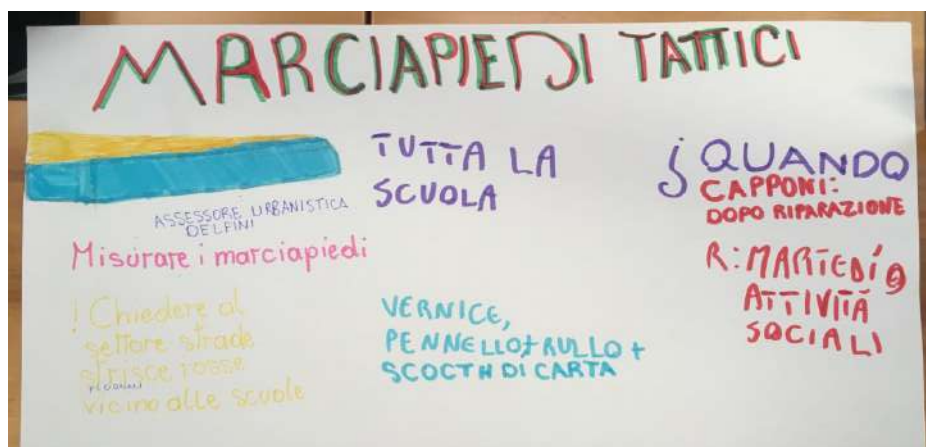 MARCIAPIEDI TATTICI
ASSESSORE URBANISTICA
DELFINI
Misurare i marciapiedi
! Chiedere al
settore strade
strisce rosse
vicino alle scuole
TUTTA LA
SCUOLA
VERNICE,
PENNELLO + RULLO +
SCOCTH DI CARTA
QUANDO
CAPPONI:
DOPO RIPARAZIONE
R: MARTEDÍ
ATTIVITÀ
SOCIALI